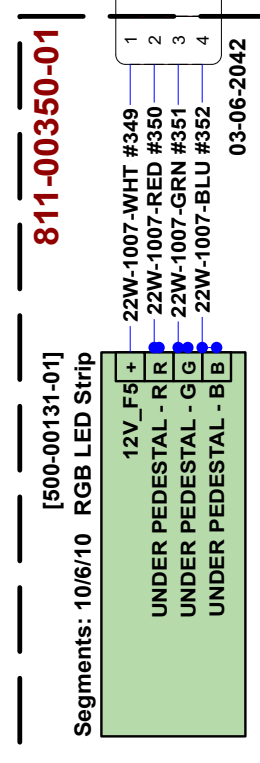 811-00350-01
[500-00131-01]
Segments: 10/6/10 RGB LED Strip
12V_F5 + 22W-1007-WHT #349 1
UNDER PEDESTAL - R R 22W-1007-RED #350 2
UNDER PEDESTAL - G G 22W-1007-GRN #351 3
UNDER PEDESTAL - B B 22W-1007-BLU #352 4
03-06-2042